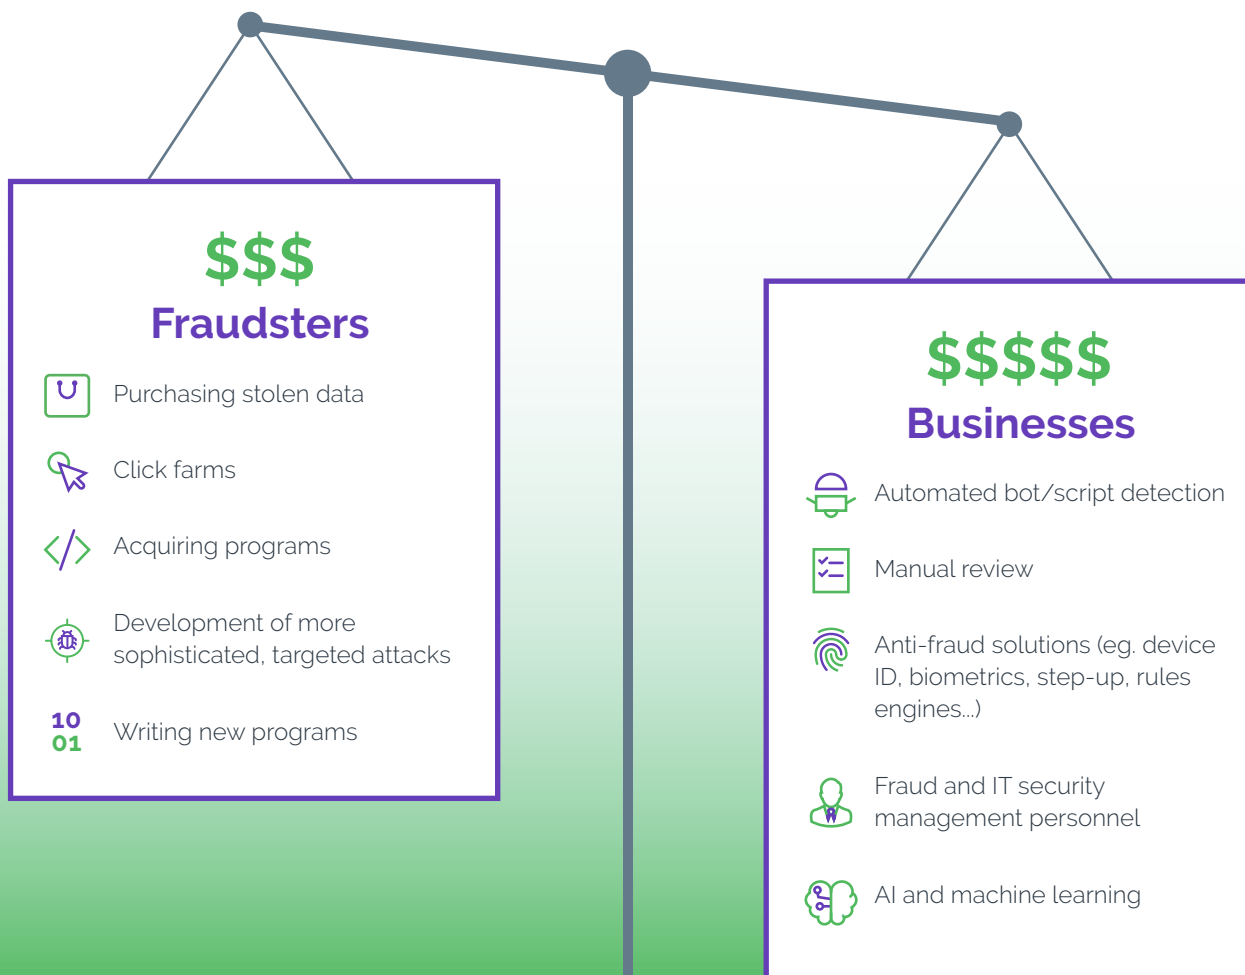 $$$
Fraudsters
Purchasing stolen data
Click farms
Acquiring programs
Development of more
sophisticated, targeted attacks
10
01
Writing new programs
$$$$$
Businesses
Automated bot/script detection
Manual review
Anti-fraud solutions (eg. device
ID, biometrics, step-up, rules
engines...)
Fraud and IT security
management personnel
AI and machine learning